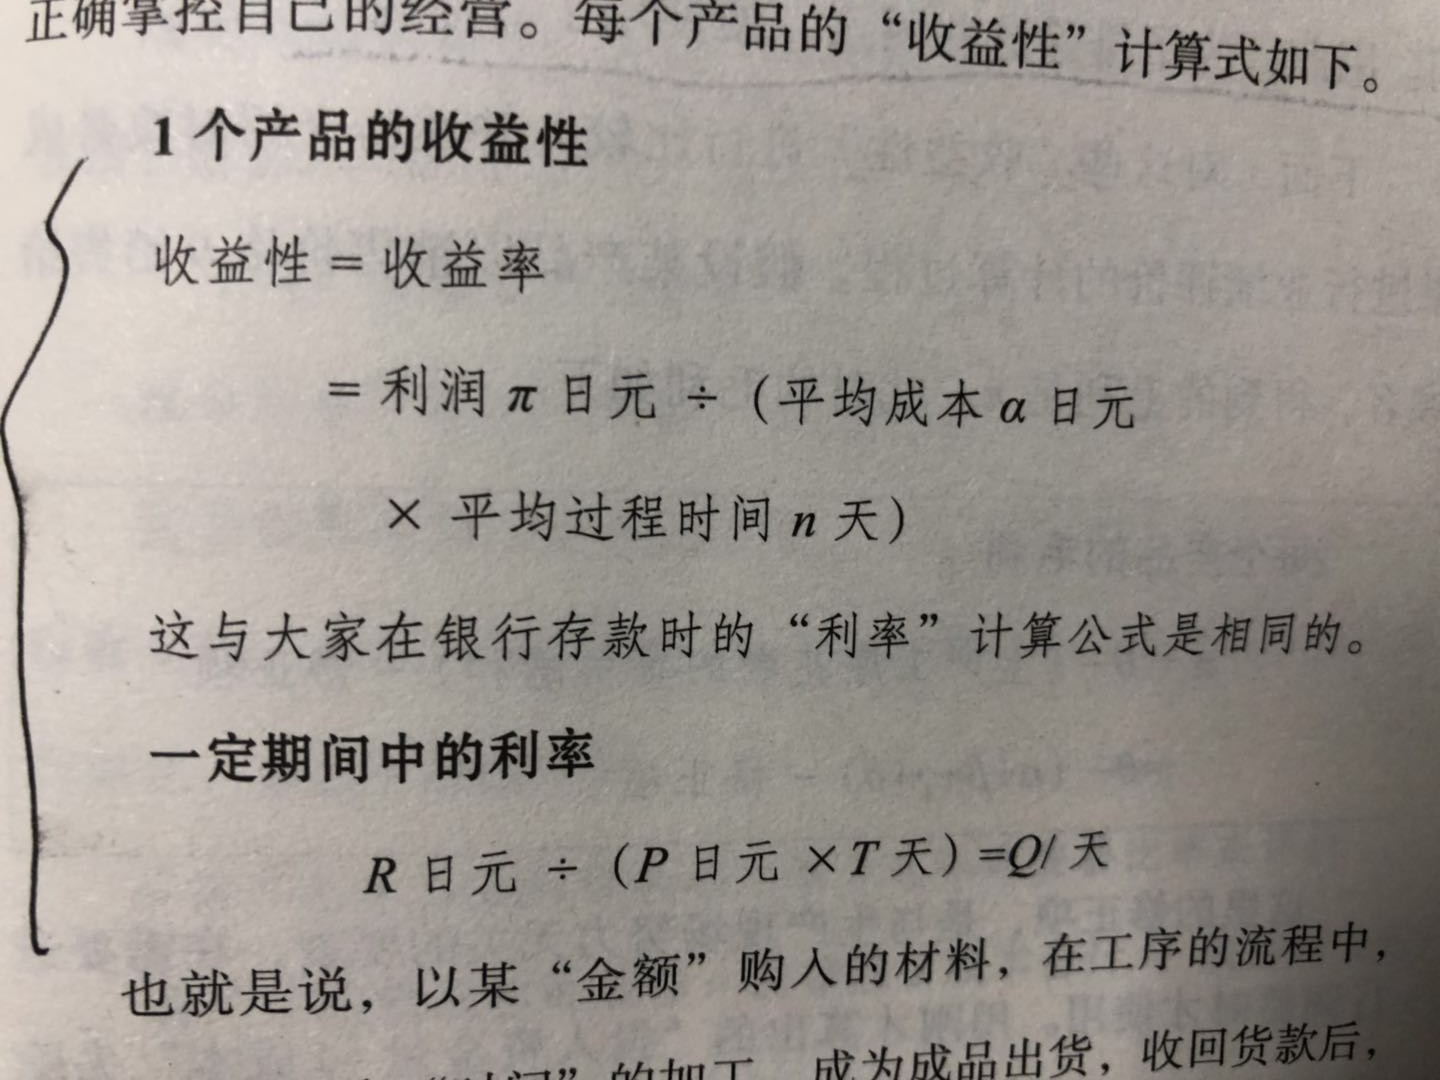 正确掌控自己的经营。每个产品的“收益性”计算式如下。
1个产品的收益性
收益性 = 收益率
= 利润 π 日元 ÷（平均成本 α 日元
× 平均过程时间 n 天）
这与大家在银行存款时的“利率”计算公式是相同的。
一定期间中的利率
R 日元 ÷（P 日元 ×T 天）=Q/ 天
也就是说，以某“金额”购入的材料，在工序的流程中，
的加工，成为成品出货，收回货款后，